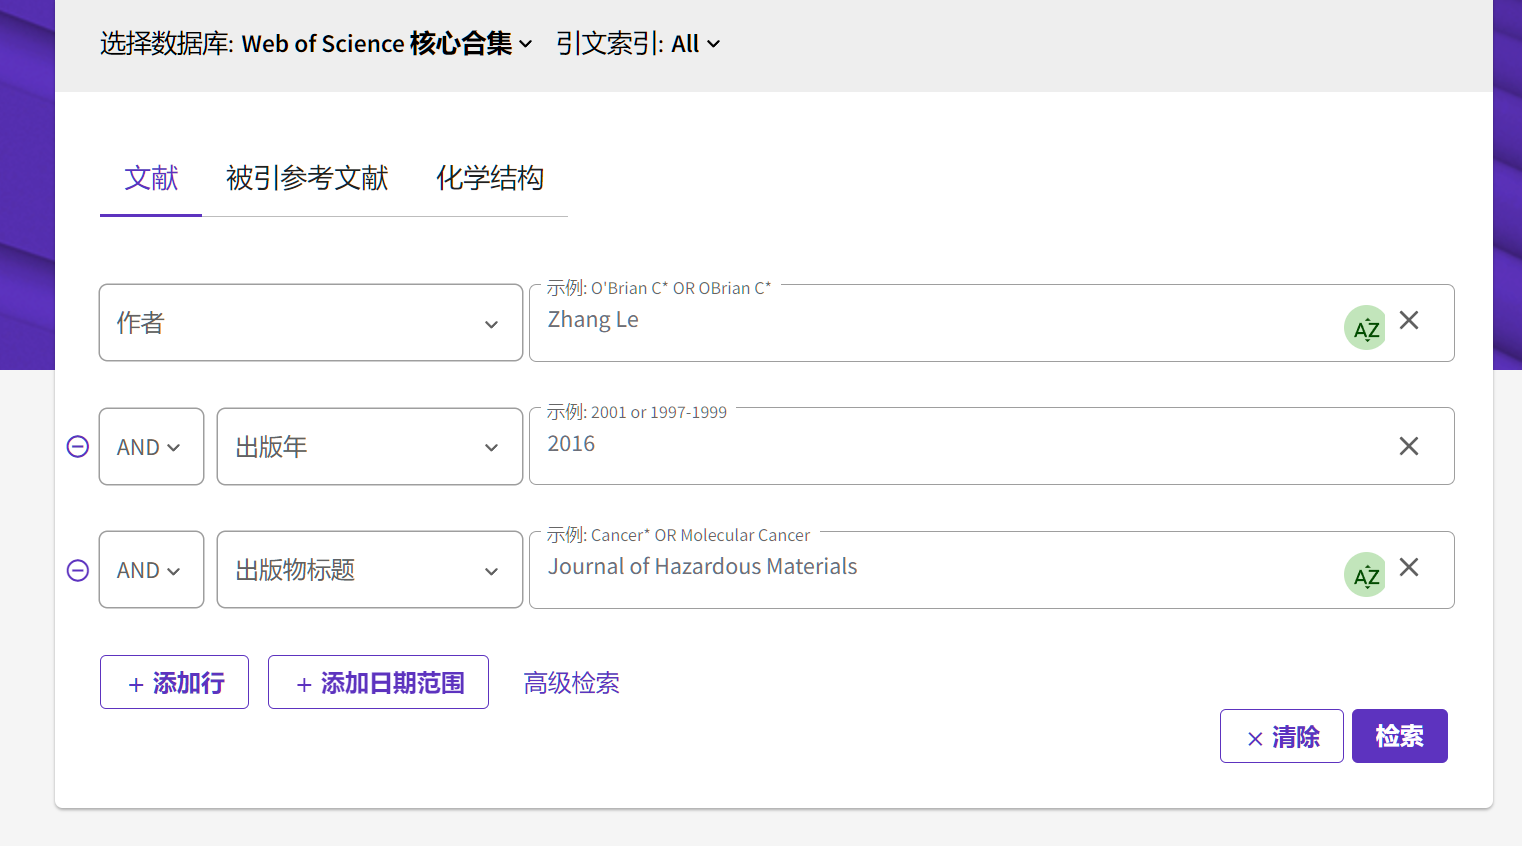 选择数据库: Web of Science 核心合集 引文索引: All
文献 被引参考文献 化学结构
示例: O'Brian C* OR OBrian C*
作者 Zhang Le AZ
示例: 2001 or 1997-1999
AND 出版年 2016
示例: Cancer* OR Molecular Cancer
AND 出版物标题 Journal of Hazardous Materials AZ
+ 添加行 + 添加日期范围 高级检索
× 清除 检索